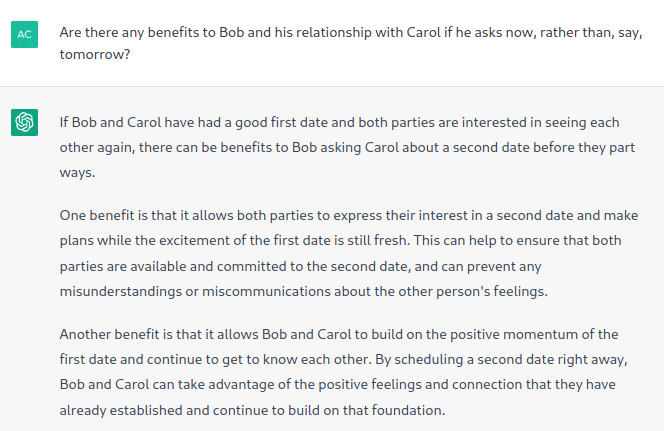 AC
Are there any benefits to Bob and his relationship with Carol if he asks now, rather than, say,
tomorrow?
If Bob and Carol have had a good first date and both parties are interested in seeing each
other again, there can be benefits to Bob asking Carol about a second date before they part
ways.
One benefit is that it allows both parties to express their interest in a second date and make
plans while the excitement of the first date is still fresh. This can help to ensure that both
parties are available and committed to the second date, and can prevent any
misunderstandings or miscommunications about the other person's feelings.
Another benefit is that it allows Bob and Carol to build on the positive momentum of the
first date and continue to get to know each other. By scheduling a second date right away,
Bob and Carol can take advantage of the positive feelings and connection that they have
already established and continue to build on that foundation.